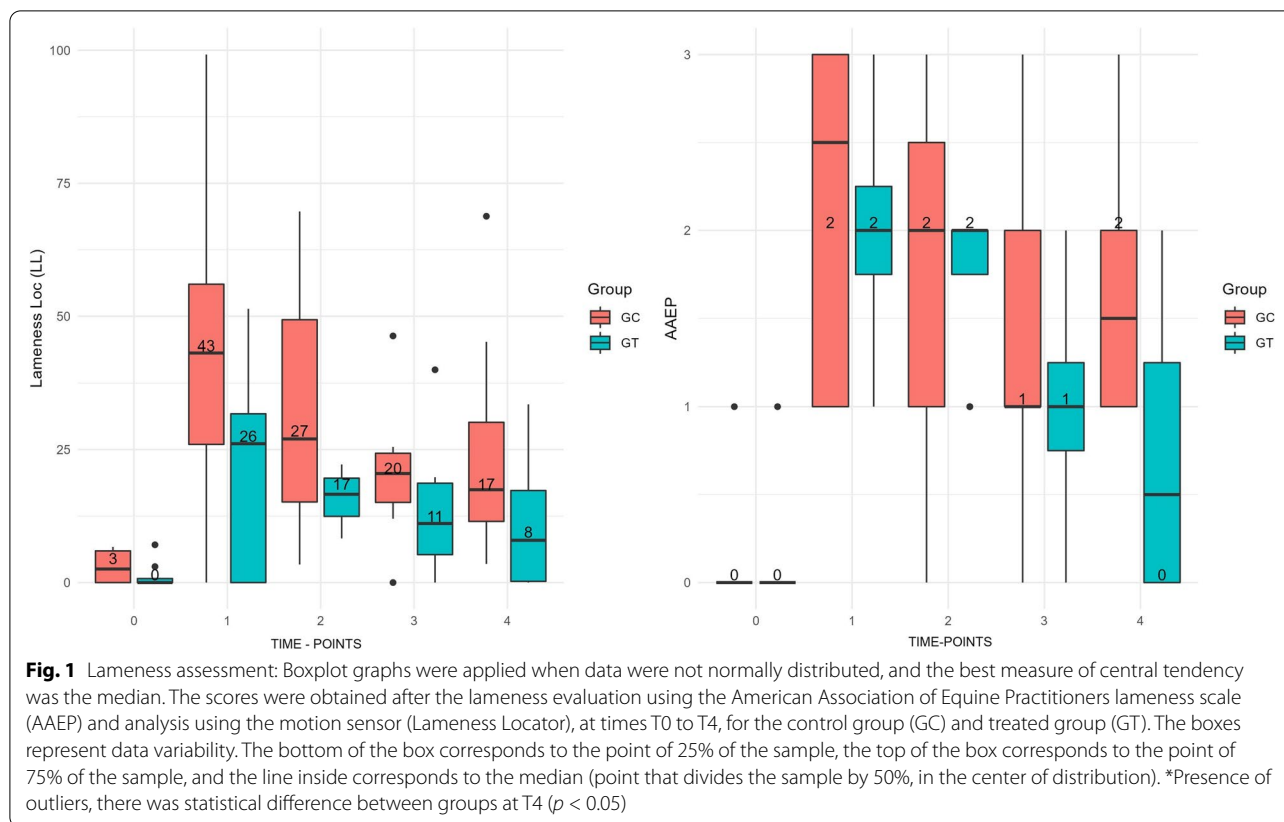 100
75
50
25
0
Lameness Loc (LL)
43
26
27
17
20
11
17
8
3
0
0
1
2
3
4
TIME - POINTS
Group
GC
GT
3
2
1
0
AAEP
2
2
2
2
1
1
2
0
0
0
0
1
2
3
4
TIME-POINTS
Group
GC
GT
Fig. 1 Lameness assessment: Boxplot graphs were applied when data were not normally distributed, and the best measure of central tendency
was the median. The scores were obtained after the lameness evaluation using the American Association of Equine Practitioners lameness scale
(AAEP) and analysis using the motion sensor (Lameness Locator), at times T0 to T4, for the control group (GC) and treated group (GT). The boxes
represent data variability. The bottom of the box corresponds to the point of 25% of the sample, the top of the box corresponds to the point of
75% of the sample, and the line inside corresponds to the median (point that divides the sample by 50%, in the center of distribution). *Presence of
outliers, there was statistical difference between groups at T4 (p < 0.05)